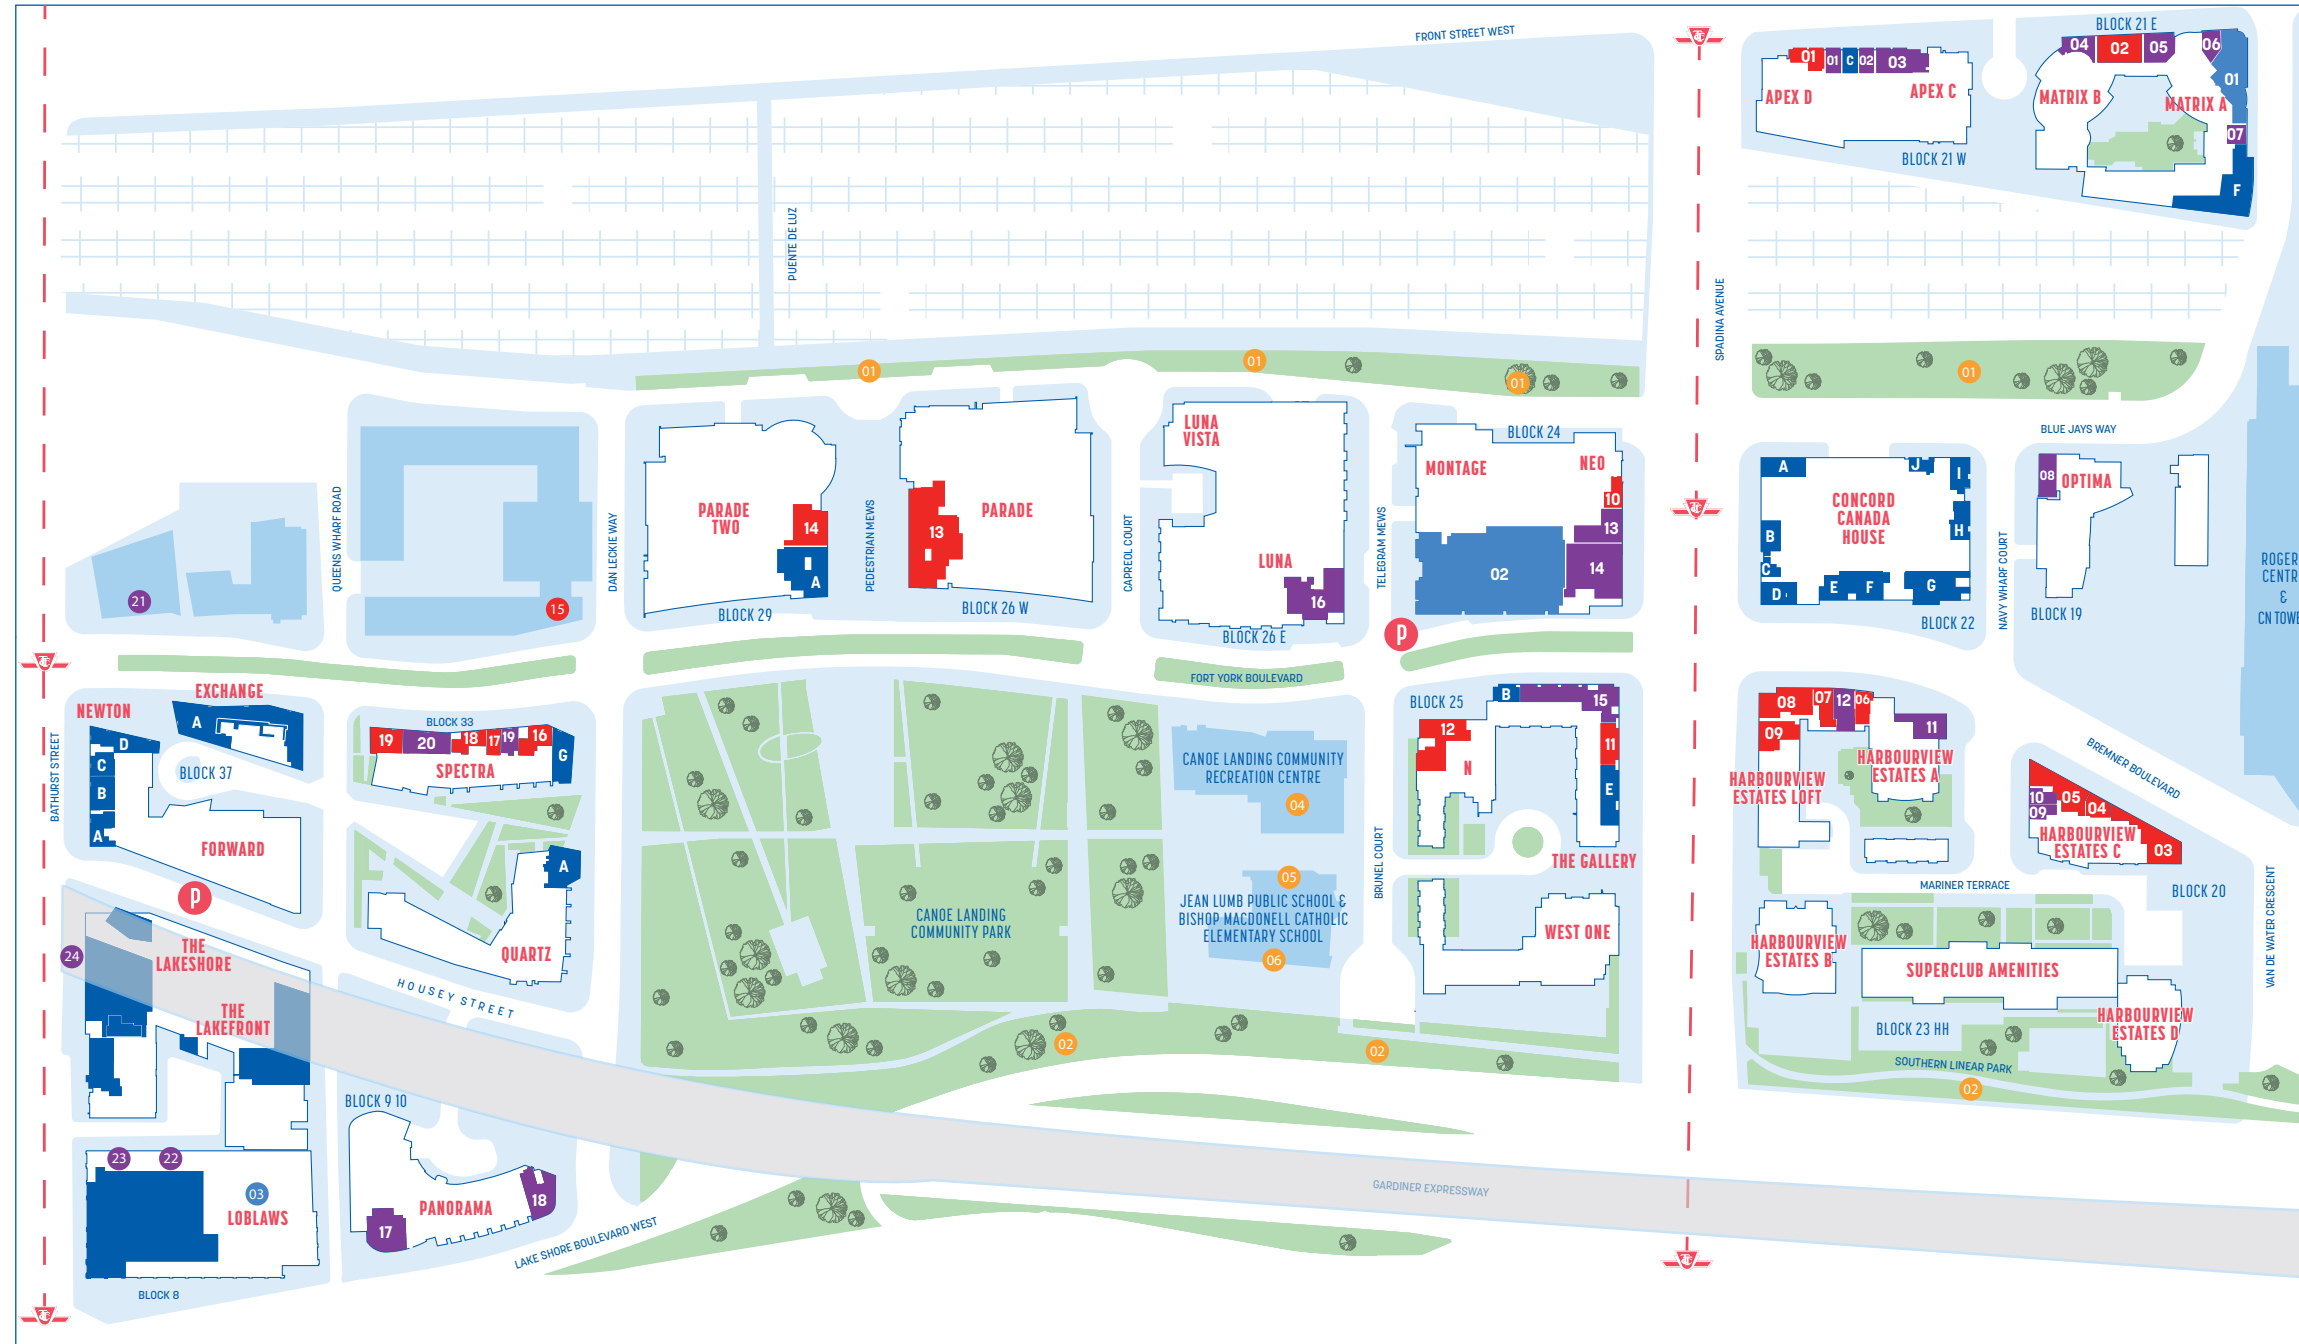 FRONT STREET WEST
BLOCK 21 E
01
01
C
02
03
APEX D
APEX C
BLOCK 21 W
04
02
05
06
01
MATRIX B
MATRIX A
07
F
PUENTE DE LUZ
SPADINA AVENUE
01
01
01
01
BLUE JAYS WAY
QUEENS WHARF ROAD
21
15
DAN LECKIE WAY
PARADE
TWO
14
A
BLOCK 29
PEDESTRIAN MEWS
13
PARADE
BLOCK 26 W
CAPREOL COURT
LUNA
VISTA
LUNA
16
BLOCK 26 E
TELEGRAM MEWS
BLOCK 24
MONTAGE
NEO
10
13
02
14
P
A
J
I
CONCORD
CANADA
HOUSE
B
H
C
D
E
F
G
BLOCK 22
NAVY WHARF COURT
08
OPTIMA
BLOCK 19
ROGER
CENTR
&
CN TOWE
FORT YORK BOULEVARD
EXCHANGE
NEWTON
A
D
C
B
A
BLOCK 37
FORWARD
BATHURST STREET
P
BLOCK 33
19
20
18
17
19
16
G
SPECTRA
A
QUARTZ
HOUSEY STREET
CANOE LANDING
COMMUNITY PARK
CANOE LANDING COMMUNITY
RECREATION CENTRE
04
05
JEAN LUMB PUBLIC SCHOOL &
BISHOP MACDONELL CATHOLIC
ELEMENTARY SCHOOL
06
BRUNEL COURT
BLOCK 25
B
15
12
N
11
E
THE GALLERY
WEST ONE
02
02
08
07
12
06
09
11
HARBOURVIEW
ESTATES LOFT
HARBOURVIEW
ESTATES A
BREMNER BOULEVARD
10
09
05
04
03
HARBOURVIEW
ESTATES C
BLOCK 20
MARINER TERRACE
VAN DE WATER CRESCENT
HARBOURVIEW
ESTATES B
SUPERCLUB AMENITIES
HARBOURVIEW
ESTATES D
BLOCK 23 HH
SOUTHERN LINEAR PARK
02
24
THE
LAKESHORE
THE
LAKEFRONT
BLOCK 9 10
23
22
03
LOBLAWS
BLOCK 8
PANORAMA
17
18
LAKE SHORE BOULEVARD WEST
GARDINER EXPRESSWAY